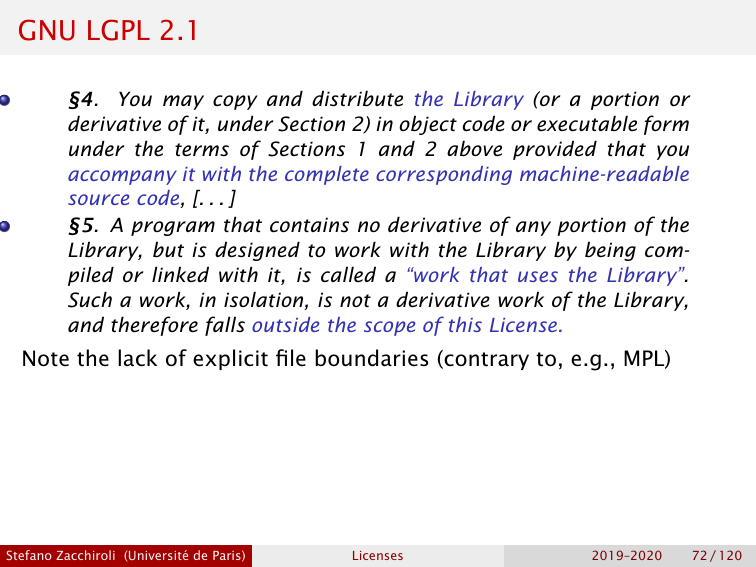 GNU LGPL 2.1
§4. You may copy and distribute the Library (or a portion or
derivative of it, under Section 2) in object code or executable form
under the terms of Sections 1 and 2 above provided that you
accompany it with the complete corresponding machine-readable
source code, [. . . ]
§5. A program that contains no derivative of any portion of the
Library, but is designed to work with the Library by being com-
piled or linked with it, is called a “work that uses the Library”.
Such a work, in isolation, is not a derivative work of the Library,
and therefore falls outside the scope of this License.
Note the lack of explicit file boundaries (contrary to, e.g., MPL)
Stefano Zacchiroli (Université de Paris) Licenses 2019–2020 72 / 120